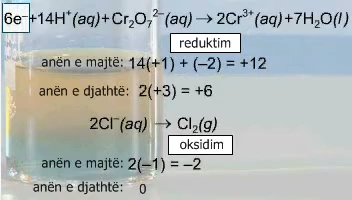 6e⁻+14H⁺(aq)+Cr₂O₇²⁻(aq)→2Cr³⁺(aq)+7H₂O(l)
reduktim
anën e majtë: 14(+1) + (–2) = +12
anën e djathtë: 2(+3) = +6
2Cl⁻(aq) → Cl₂(g)
oksidim
anën e majtë: 2(–1) = –2
anën e djathtë: 0